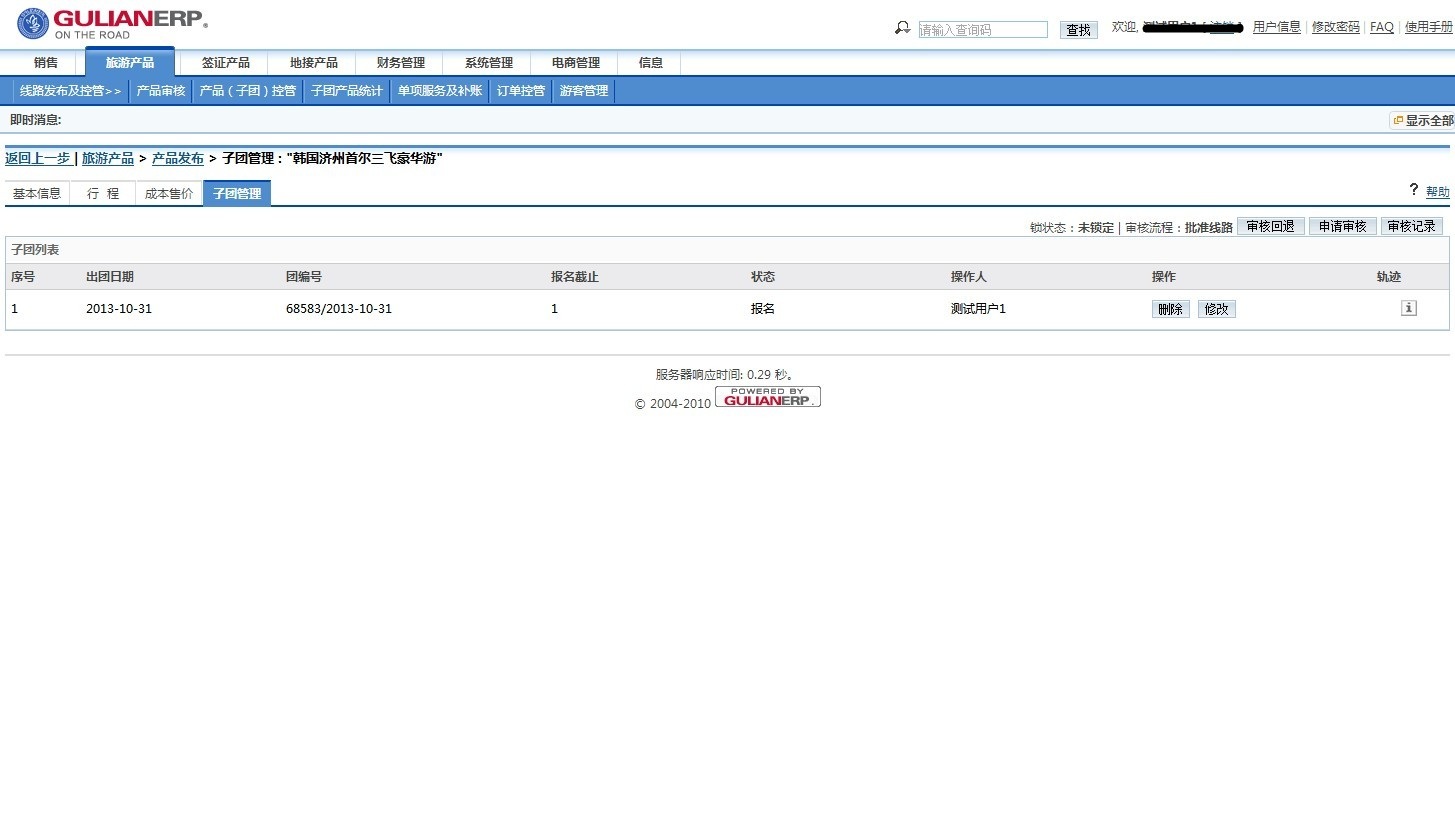 GULIANERP®
ON THE ROAD
请输入查询码 查找 欢迎, 用户信息 | 修改密码 | FAQ | 使用手册
销售 旅游产品 签证产品 地接产品 财务管理 系统管理 电商管理 信息
线路发布及控管>> 产品审核 产品（子团）控管 子团产品统计 单项服务及补账 订单控管 游客管理
即时消息: 显示全部
返回上一步 | 旅游产品 > 产品发布 > 子团管理："韩国济州首尔三飞豪华游"
基本信息 行 程 成本售价 子团管理 ? 帮助
锁状态：未锁定 | 审核流程：批准线路 审核回退 申请审核 审核记录
子团列表
序号 出团日期 团编号 报名截止 状态 操作人 操作 轨迹
1 2013-10-31 68583/2013-10-31 1 报名 测试用户1 删除 修改 i
服务器响应时间: 0.29 秒。
© 2004-2010 POWERED BY GULIANERP.